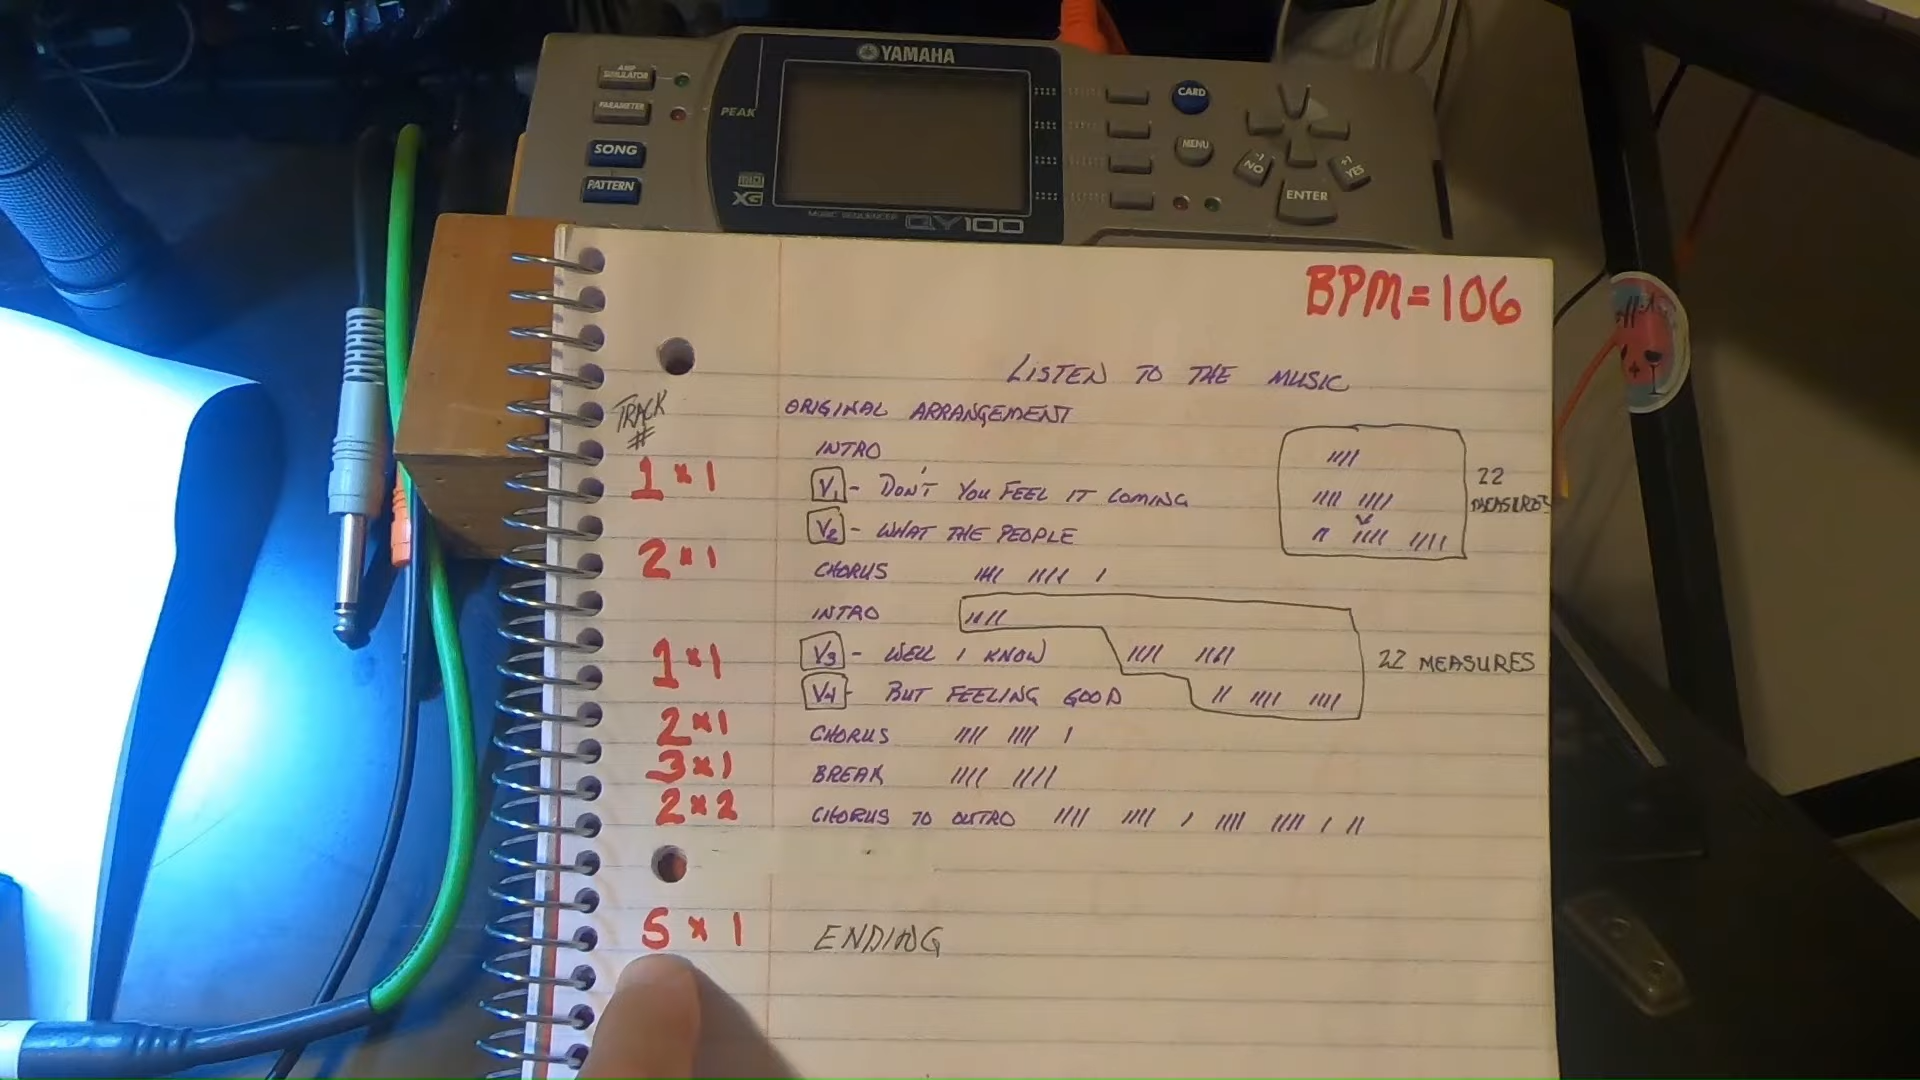 YAMAHA
AMP SIMULATOR
PARAMETER
PEAK
SONG
PATTERN
MIDI
XG
MUSIC SEQUENCER QY100
CARD
MENU
-1 NO
+1 YES
ENTER
BPM=106
LISTEN TO THE MUSIC
TRACK #
ORIGINAL ARRANGEMENT
INTRO ////
1 x 1 V1 - DON'T YOU FEEL IT COMING //// //// 22 MEASURES
V2 - WHAT THE PEOPLE // //// ////
2 x 1 CHORUS //// //// /
INTRO ////
1 x 1 V3 - WELL I KNOW //// //// 22 MEASURES
V4 - BUT FEELING GOOD // //// ////
2 x 1 CHORUS //// //// /
3 x 1 BREAK //// ////
2 x 2 CHORUS TO OUTRO //// //// / //// //// / //
5 x 1 ENDING